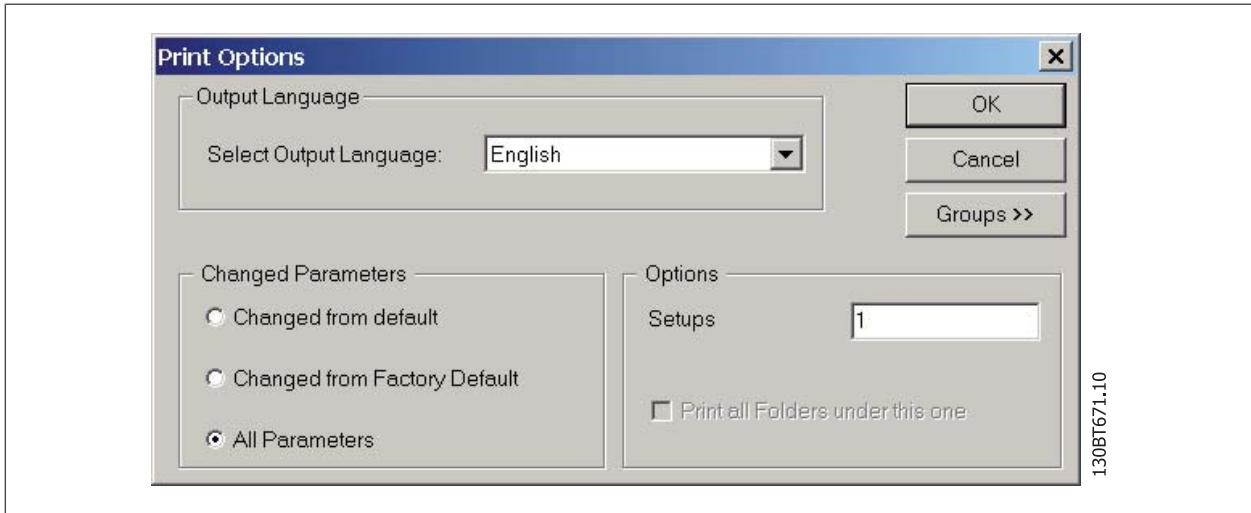 Print Options
Output Language
Select Output Language: English
OK
Cancel
Groups >>
Changed Parameters
Changed from default
Changed from Factory Default
All Parameters
Options
Setups 1
Print all Folders under this one
130BT671.10